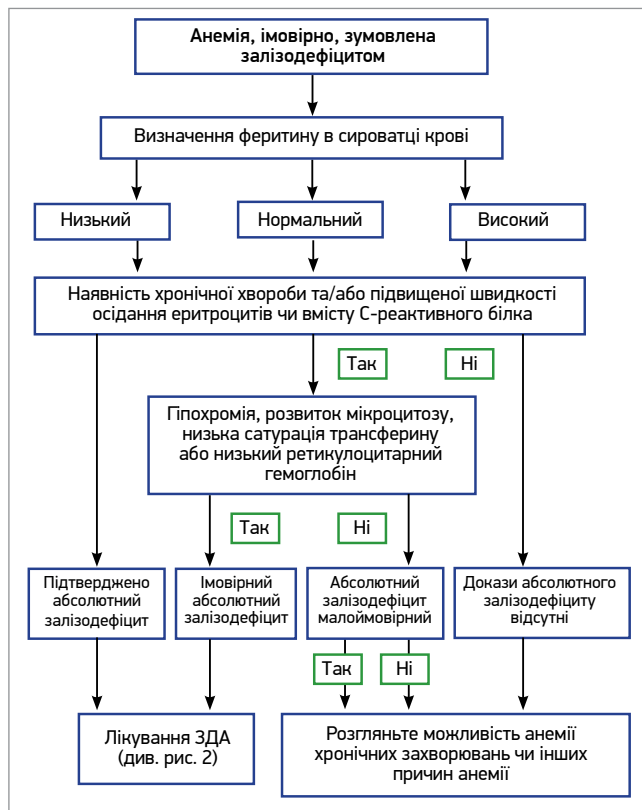 Анемія, імовірно, зумовлена
залізодефіцитом
Визначення феритину в сироватці крові
Низький
Нормальний
Високий
Наявність хронічної хвороби та/або підвищеної швидкості
осідання еритроцитів чи вмісту С-реактивного білка
Так
Ні
Гіпохромія, розвиток мікроцитозу,
низька сатурація трансферину
або низький ретикулоцитарний
гемоглобін
Так
Ні
Підтверджено
абсолютний
залізодефіцит
Імовірний
абсолютний
залізодефіцит
Абсолютний
залізодефіцит
малоймовірний
Докази абсолютного
залізодефіциту
відсутні
Так
Ні
Лікування ЗДА
(див. рис. 2)
Розгляньте можливість анемії
хронічних захворювань чи інших
причин анемії